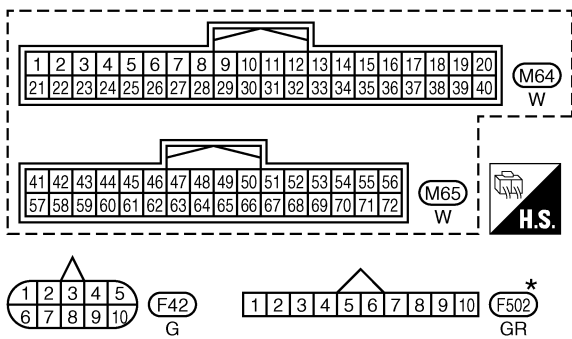 1 2 3 4 5 6 7 8 9 10 11 12 13 14 15 16 17 18 19 20
21 22 23 24 25 26 27 28 29 30 31 32 33 34 35 36 37 38 39 40
M64
W
41 42 43 44 45 46 47 48 49 50 51 52 53 54 55 56
57 58 59 60 61 62 63 64 65 66 67 68 69 70 71 72
M65
W
H.S.
1 2 3 4 5
6 7 8 9 10
F42
G
1 2 3 4 5 6 7 8 9 10
*
F502
GR